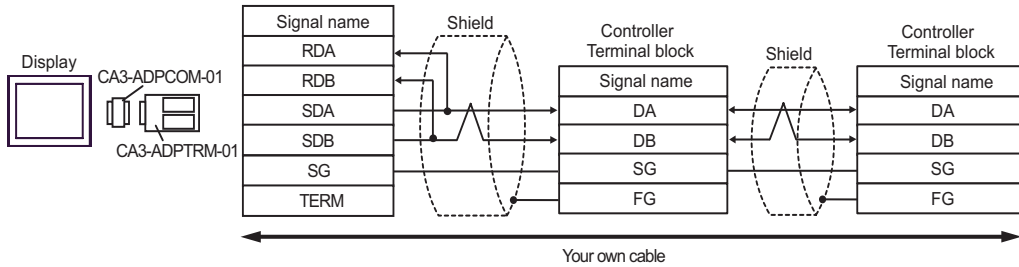 Display
CA3-ADPCOM-01
CA3-ADPTRM-01
Signal name
RDA
RDB
SDA
SDB
SG
TERM
Shield
Controller
Terminal block
Signal name
DA
DB
SG
FG
Shield
Controller
Terminal block
Signal name
DA
DB
SG
FG
Your own cable